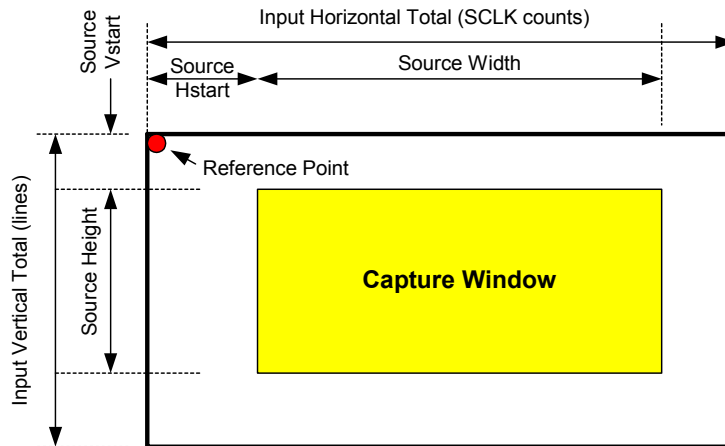 Input Horizontal Total (SCLK counts)
Source
Vstart
Source
Hstart
Source Width
Reference Point
Input Vertical Total (lines)
Source Height
Capture Window